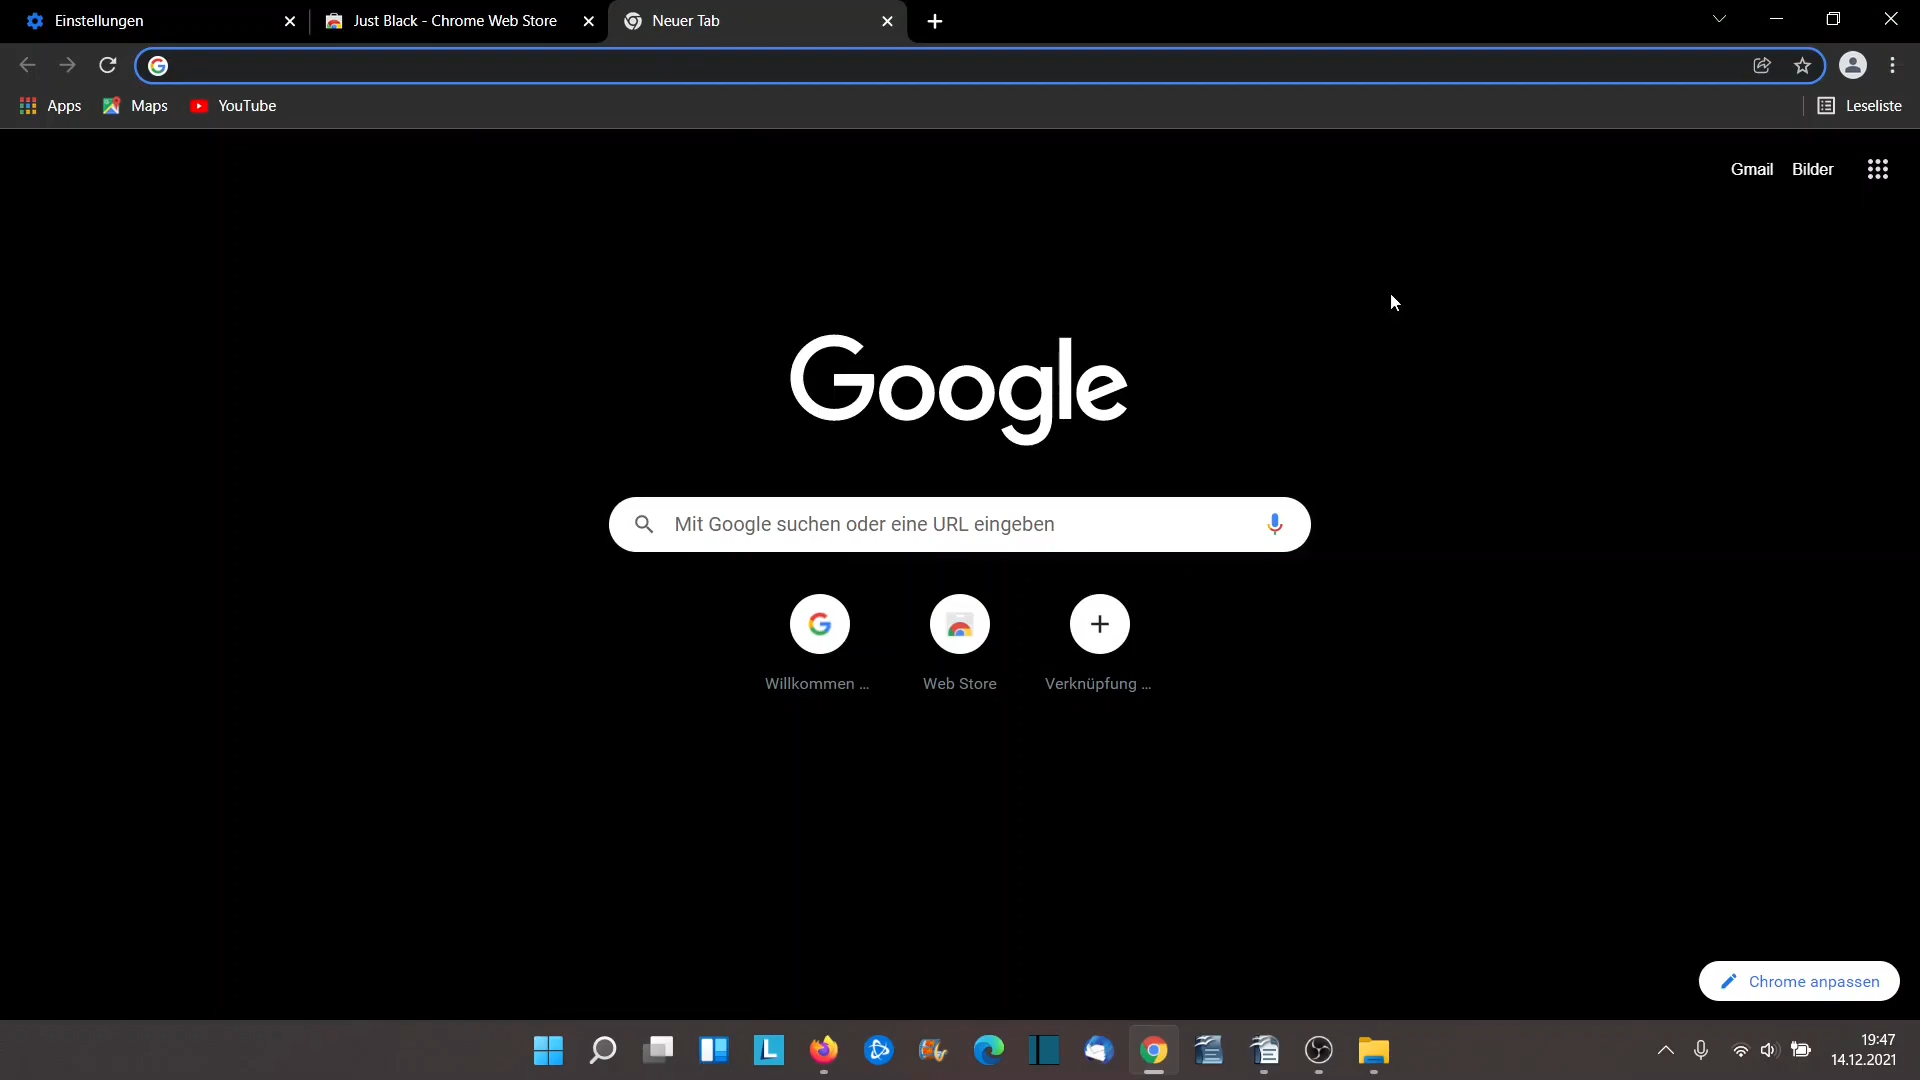 Einstellungen
Just Black - Chrome Web Store
Neuer Tab
Apps
Maps
YouTube
Leseliste
Gmail
Bilder
Google
Mit Google suchen oder eine URL eingeben
Willkommen ...
Web Store
Verknüpfung ...
Chrome anpassen
19:47
14.12.2021